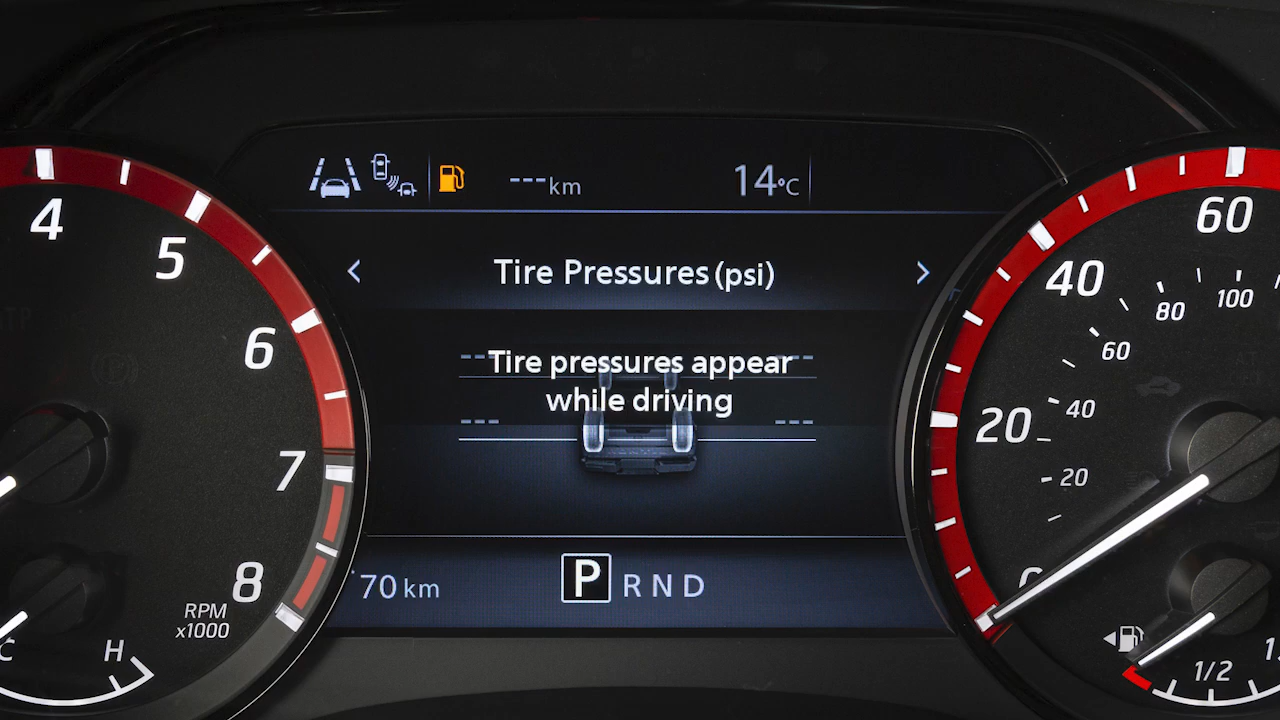 ---km 14°C
< Tire Pressures (psi) >
--- ---
Tire pressures appear
while driving
--- ---
70 km P R N D
4
5
6
7
8
RPM
x1000
C H
60
40
20
100
80
60
40
20
1/2